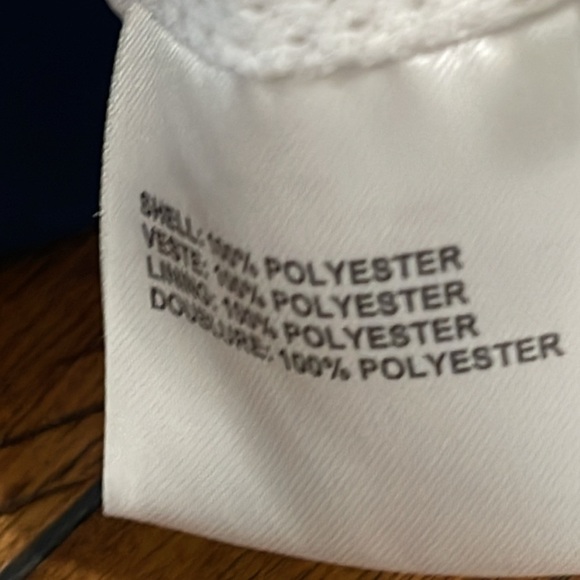 SHELL: 100% POLYESTER
VESTE: 100% POLYESTER
LINING: 100% POLYESTER
DOUBLURE: 100% POLYESTER